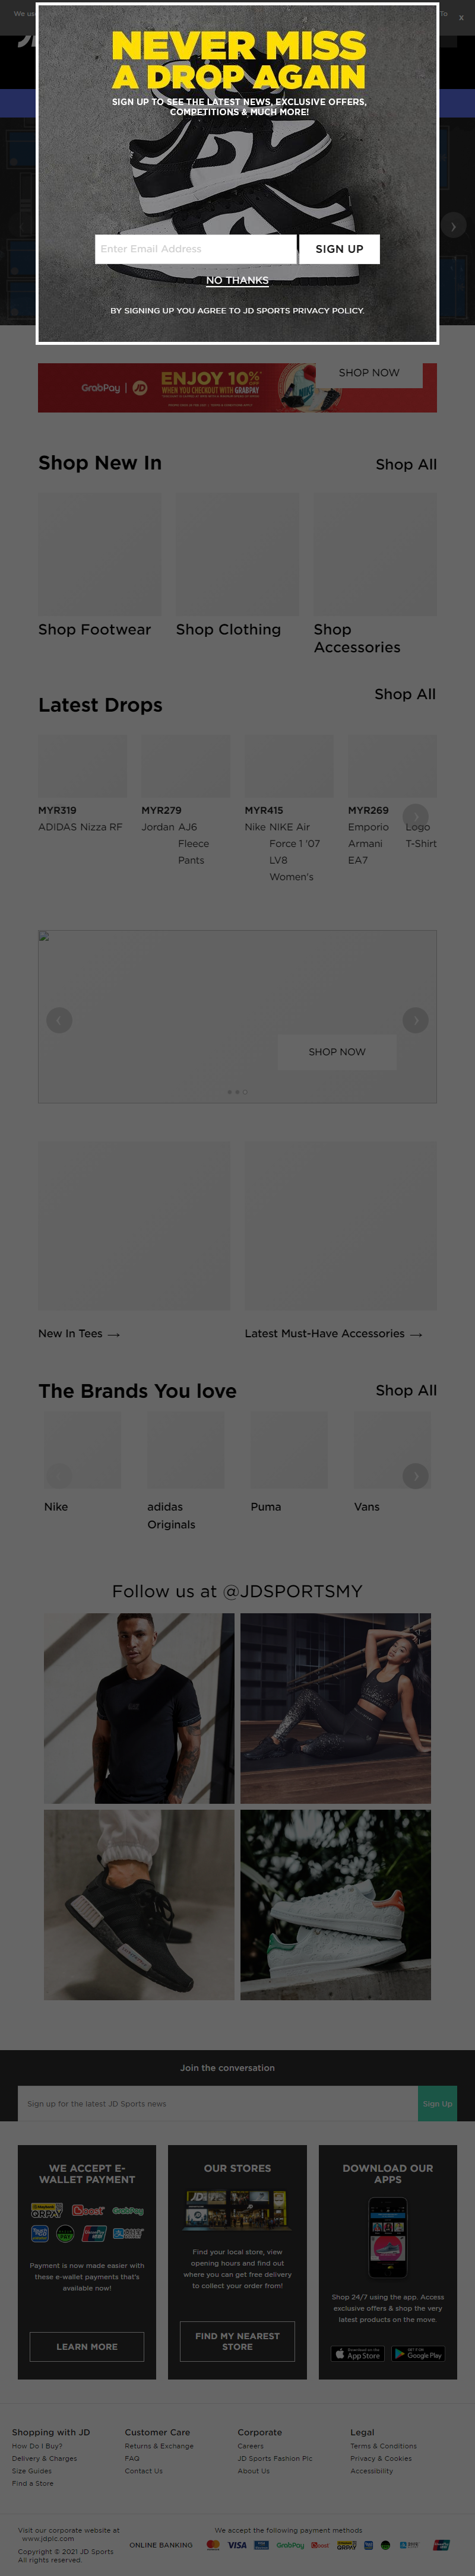 We us
To
x
NEVER MISS
A DROP AGAIN
SIGN UP TO SEE THE LATEST NEWS, EXCLUSIVE OFFERS,
COMPETITIONS & MUCH MORE!
Enter Email Address
SIGN UP
NO THANKS
BY SIGNING UP YOU AGREE TO JD SPORTS PRIVACY POLICY.
GrabPay | JD
ENJOY 10%
WHEN YOU CHECKOUT WITH GRABPAY
SHOP NOW
Shop New In
Shop All
Shop Footwear
Shop Clothing
Shop
Accessories
Latest Drops
Shop All
MYR319
ADIDAS Nizza RF
MYR279
Jordan AJ6
Fleece
Pants
MYR415
Nike NIKE Air
Force 1 '07
LV8
Women's
MYR269
Emporio
Armani
EA7
Logo
T-Shirt
SHOP NOW
New In Tees →
Latest Must-Have Accessories →
The Brands You love
Shop All
Nike
adidas
Originals
Puma
Vans
Follow us at @JDSPORTSMY
Join the conversation
Sign up for the latest JD Sports news
Sign Up
WE ACCEPT E-
WALLET PAYMENT
Boost
GrabPay
Payment is now made easier with
these e-wallet payments that's
available now!
LEARN MORE
OUR STORES
JD
Find your local store, view
opening hours and find out
where you can get free delivery
to collect your order from!
FIND MY NEAREST
STORE
DOWNLOAD OUR
APPS
Shop 24/7 using the app. Access
exclusive offers & shop the very
latest products on the move.
Download on the
App Store
GET IT ON
Google Play
Shopping with JD
How Do I Buy?
Delivery & Charges
Size Guides
Find a Store
Customer Care
Returns & Exchange
FAQ
Contact Us
Corporate
Careers
JD Sports Fashion Plc
About Us
Legal
Terms & Conditions
Privacy & Cookies
Accessibility
Visit our corporate website at
www.jdplc.com
Copyright © 2021 JD Sports
All rights reserved.
We accept the following payment methods
ONLINE BANKING
VISA
GrabPay
Boost